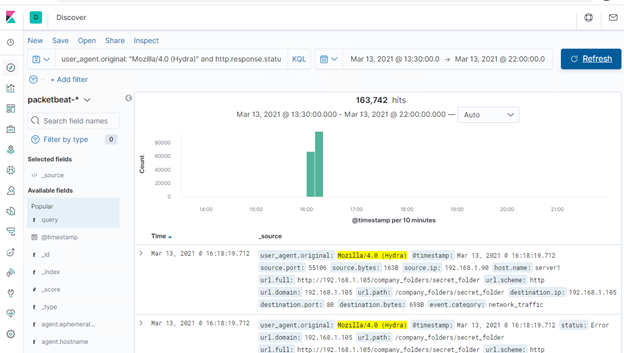 D Discover
New Save Open Share Inspect
user_agent.original: "Mozilla/4.0 (Hydra)" and http.response.statu KQL Mar 13, 2021 @ 13:30:00.0 → Mar 13, 2021 @ 22:00:00.0 Refresh
+ Add filter
packetbeat-*
163,742 hits
Mar 13, 2021 @ 13:30:00.000 - Mar 13, 2021 @ 22:00:00.000 — Auto
Search field names
Filter by type 0
Selected fields
</> _source
Available fields
Popular
t query
@timestamp
t _id
t _index
# _score
t _type
t agent.ephemeral...
t agent.hostname
Count
80000
60000
40000
20000
0
14:00 15:00 16:00 17:00 18:00 19:00 20:00 21:00
@timestamp per 10 minutes
Time _source
Mar 13, 2021 @ 16:18:19.712 user_agent.original: Mozilla/4.0 (Hydra) @timestamp: Mar 13, 2021 @ 16:18:19.712
source.port: 55106 source.bytes: 163B source.ip: 192.168.1.90 host.name: server1
url.full: http://192.168.1.105/company_folders/secret_folder url.scheme: http
url.domain: 192.168.1.105 url.path: /company_folders/secret_folder destination.ip: 192.168.1.105
destination.port: 80 destination.bytes: 698B event.category: network_traffic
Mar 13, 2021 @ 16:18:19.712 user_agent.original: Mozilla/4.0 (Hydra) @timestamp: Mar 13, 2021 @ 16:18:19.712 status: Error
url.domain: 192.168.1.105 url.path: /company_folders/secret_folder
url.full: http://192.168.1.105/company_folders/secret_folder url.scheme: http